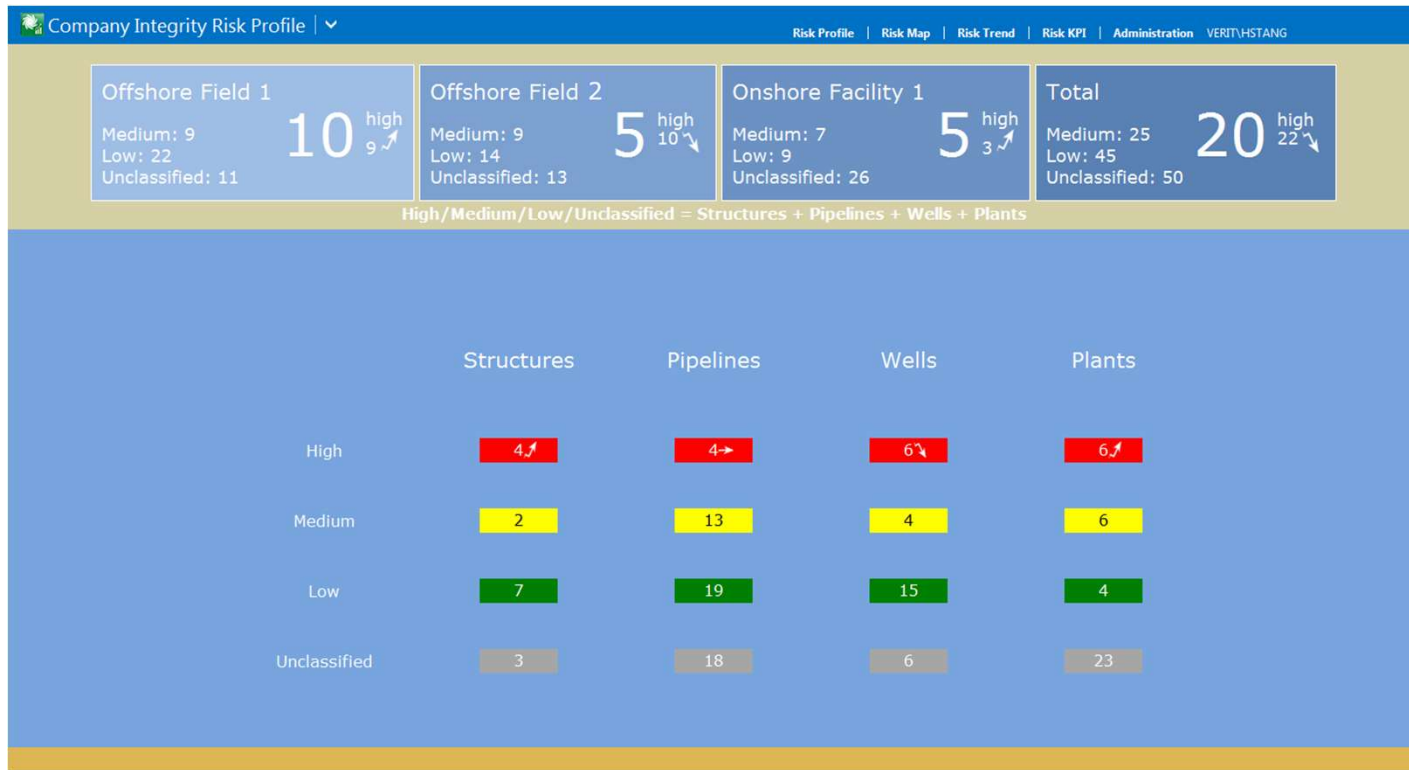 Company Integrity Risk Profile
Risk Profile | Risk Map | Risk Trend | Risk KPI | Administration VERIT\HSTANG
Offshore Field 1
10 high
9
Medium: 9
Low: 22
Unclassified: 11
Offshore Field 2
5 high
10
Medium: 9
Low: 14
Unclassified: 13
Onshore Facility 1
5 high
3
Medium: 7
Low: 9
Unclassified: 26
Total
20 high
22
Medium: 25
Low: 45
Unclassified: 50
High/Medium/Low/Unclassified = Structures + Pipelines + Wells + Plants
Structures Pipelines Wells Plants
High 4 4 6 6
Medium 2 13 4 6
Low 7 19 15 4
Unclassified 3 18 6 23